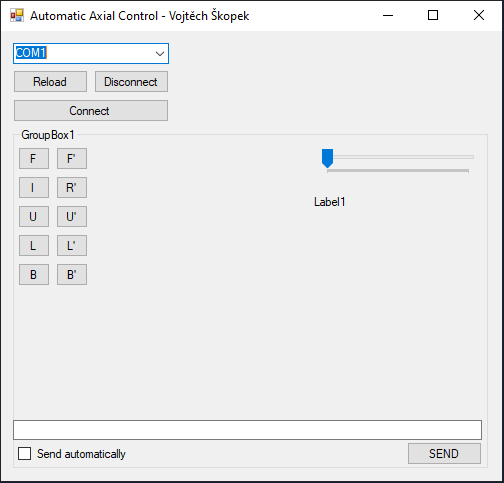 Automatic Axial Control - Vojtěch Škopek
COM1
Reload Disconnect
Connect
GroupBox1
F F'
I R'
U U'
L L'
B B'
Label1
Send automatically
SEND